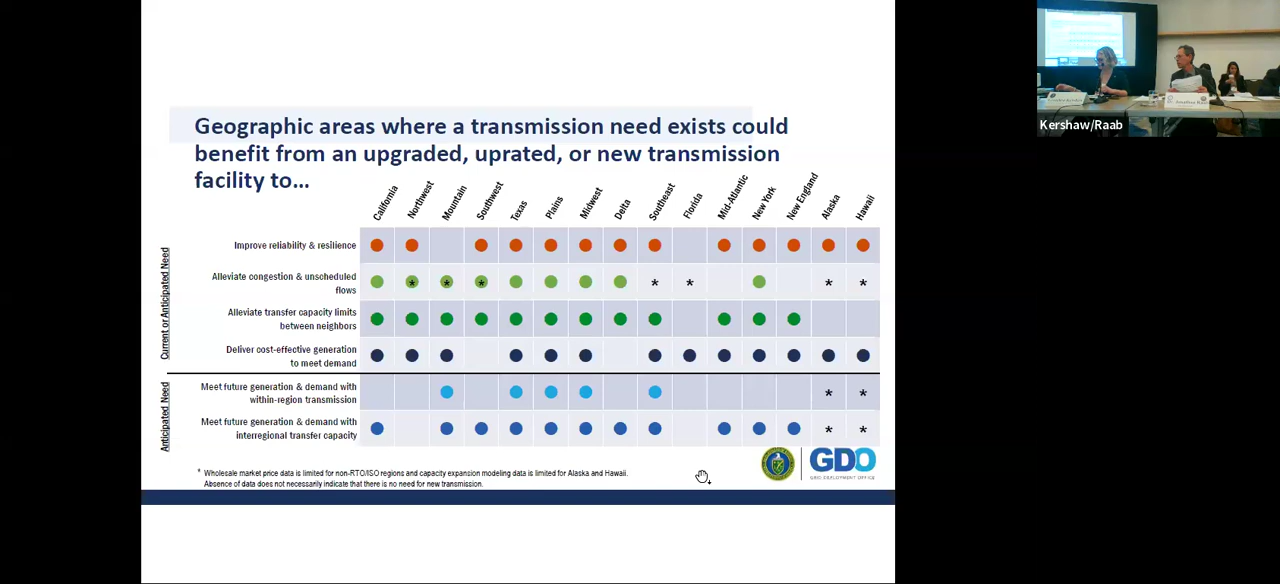 Geographic areas where a transmission need exists could
benefit from an upgraded, uprated, or new transmission
facility to…
California
Northwest
Mountain
Southwest
Texas
Plains
Midwest
Delta
Southeast
Florida
Mid-Atlantic
New York
New England
Alaska
Hawaii
Current or Anticipated Need
Improve reliability & resilience
Alleviate congestion & unscheduled
flows
* * * * * * *
Alleviate transfer capacity limits
between neighbors
Deliver cost-effective generation
to meet demand
Anticipated Need
Meet future generation & demand with
within-region transmission
* *
Meet future generation & demand with
interregional transfer capacity
* *
* Wholesale market price data is limited for non-RTO/ISO regions and capacity expansion modeling data is limited for Alaska and Hawaii.
Absence of data does not necessarily indicate that there is no need for new transmission.
GDO
GRID DEPLOYMENT OFFICE
Kershaw/Raab